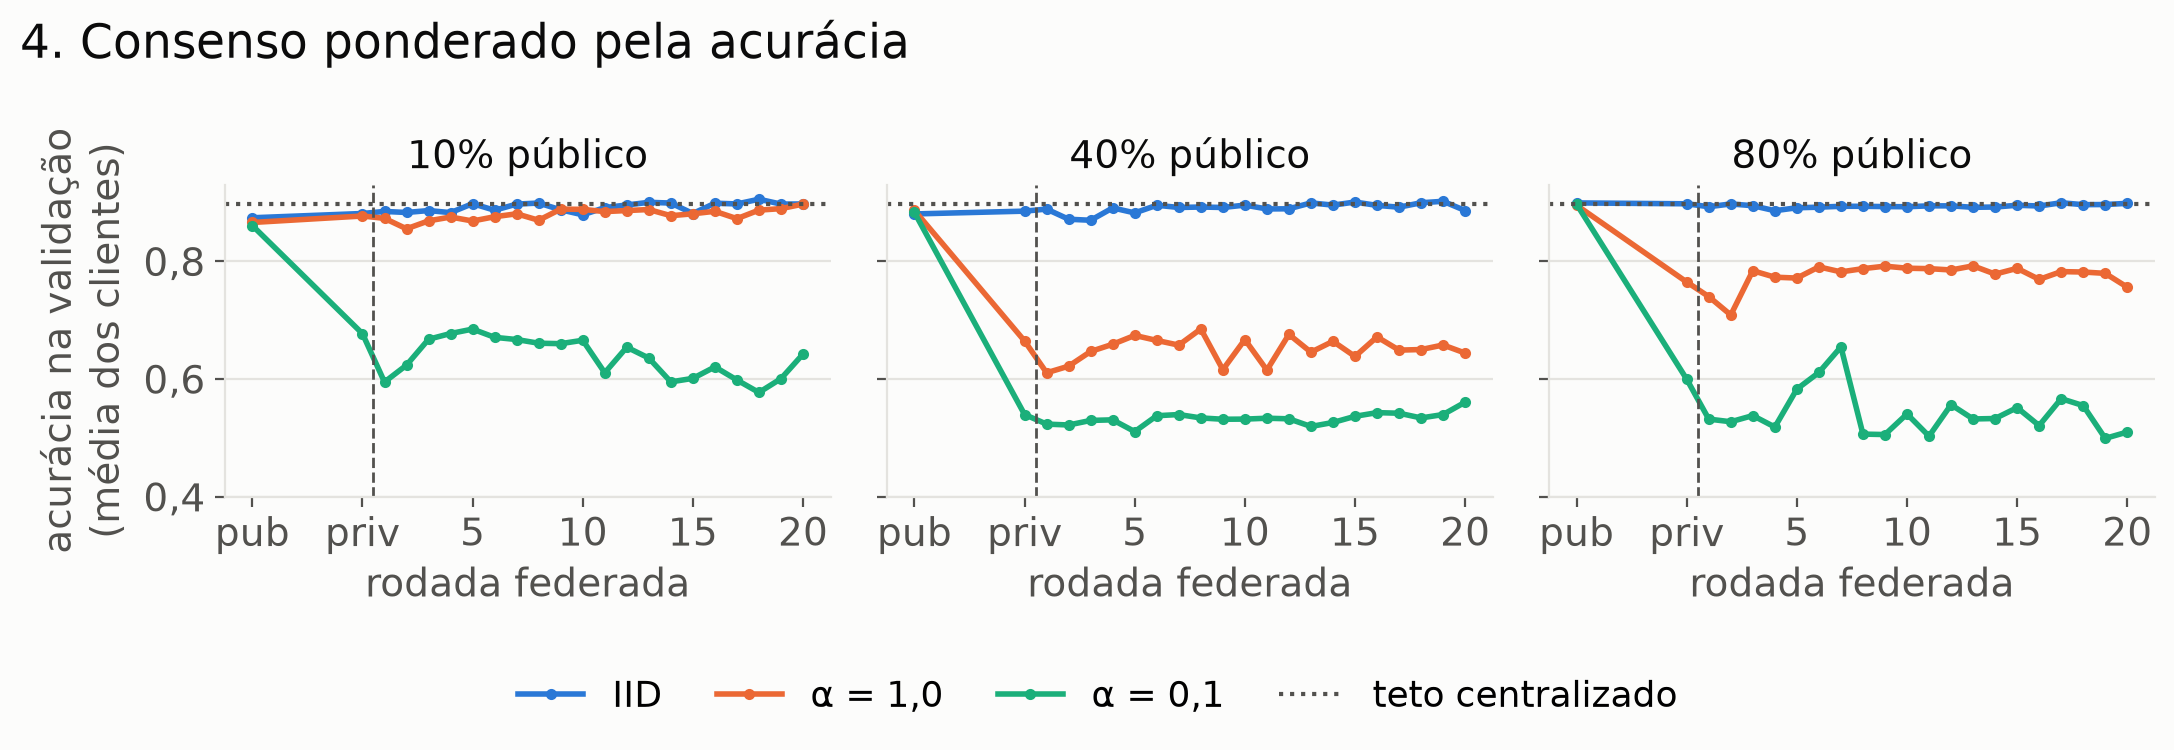 4. Consenso ponderado pela acurácia
acurácia na validação
(média dos clientes)
10% público
40% público
80% público
0,8
0,6
0,4
pub priv 5 10 15 20
pub priv 5 10 15 20
pub priv 5 10 15 20
rodada federada
rodada federada
rodada federada
IID α = 1,0 α = 0,1 teto centralizado